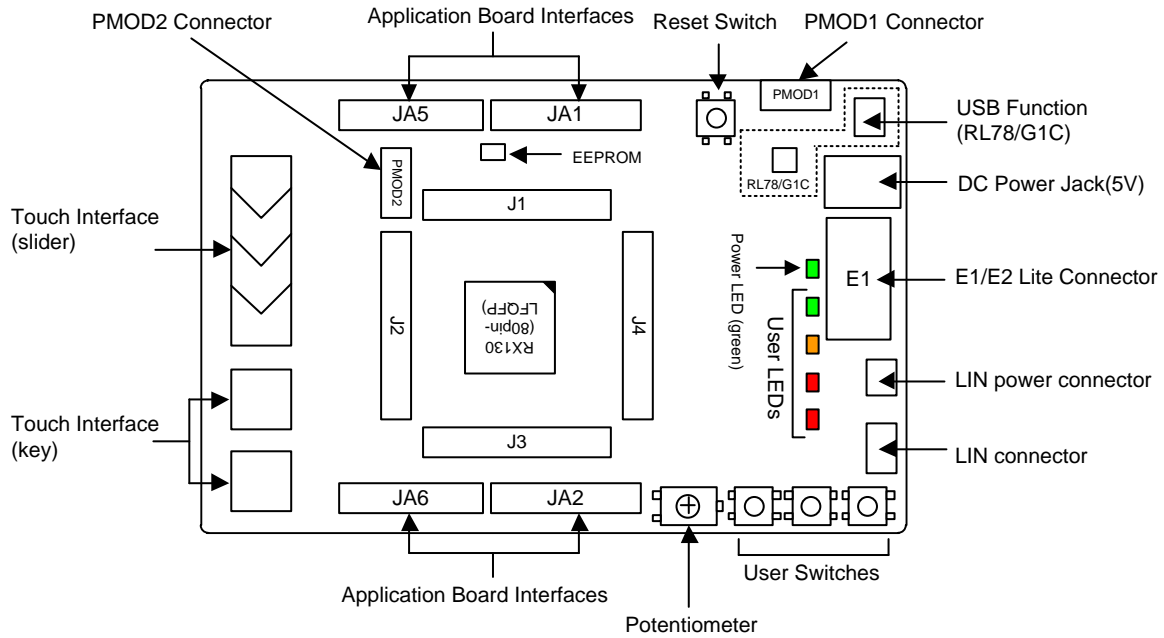 Application Board Interfaces
PMOD2 Connector
Reset Switch
PMOD1 Connector
PMOD1
JA5
JA1
USB Function
(RL78/G1C)
EEPROM
RL78/G1C
PMOD2
DC Power Jack(5V)
J1
Touch Interface
(slider)
Power LED (green)
E1
E1/E2 Lite Connector
RX130
(80pin-
LFQFP)
J2
J4
User LEDs
LIN power connector
Touch Interface
(key)
J3
LIN connector
JA6
JA2
User Switches
Application Board Interfaces
Potentiometer